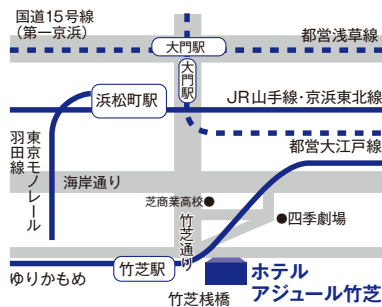 国道15号線
(第一京浜)
都営浅草線
大門駅
大門駅
浜松町駅
JR山手線・京浜東北線
都営大江戸線
東京モノレール
羽田線
海岸通り
芝商業高校
竹芝通り
四季劇場
竹芝駅
ゆりかもめ
ホテル
アジュール竹芝
竹芝桟橋